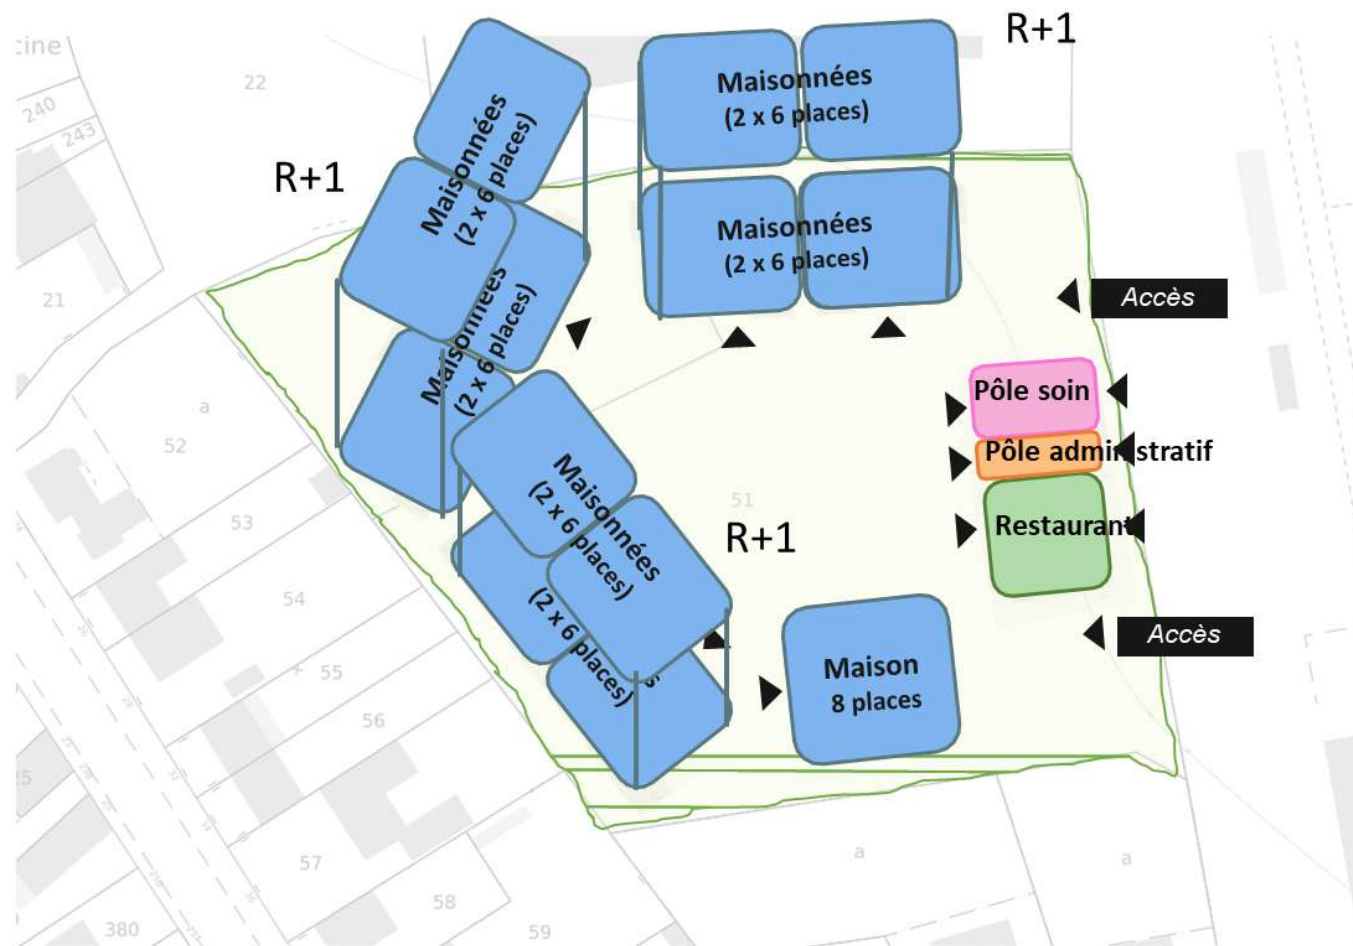 cine
22
240
243
21
R+1
R+1
Maisonnées
(2 x 6 places)
Maisonnées
(2 x 6 places)
Maisonnées
(2 x 6 places)
Maisonnées
(2 x 6 places)
Accès
Pôle soin
Pôle administratif
Restaurant
a
52
53
51
R+1
Maisonnées
(2 x 6 places)
(2 x 6 places)
Maison
8 places
Accès
54
55
56
57
58
59
380
a
a